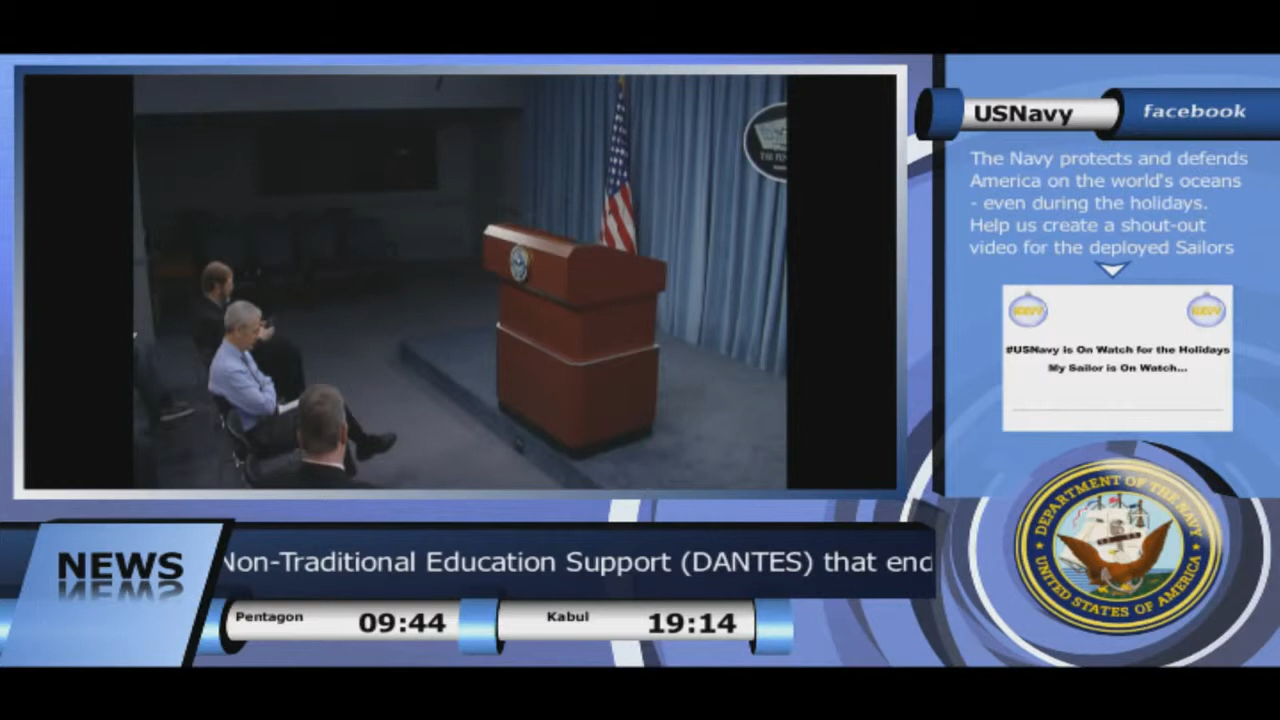 USNavy
facebook
The Navy protects and defends
America on the world's oceans
- even during the holidays.
Help us create a shout-out
video for the deployed Sailors
NAVY
NAVY
#USNavy is On Watch for the Holidays
My Sailor is On Watch...
DEPARTMENT OF THE NAVY
UNITED STATES OF AMERICA
NEWS
Non-Traditional Education Support (DANTES) that end
Pentagon 09:44
Kabul 19:14